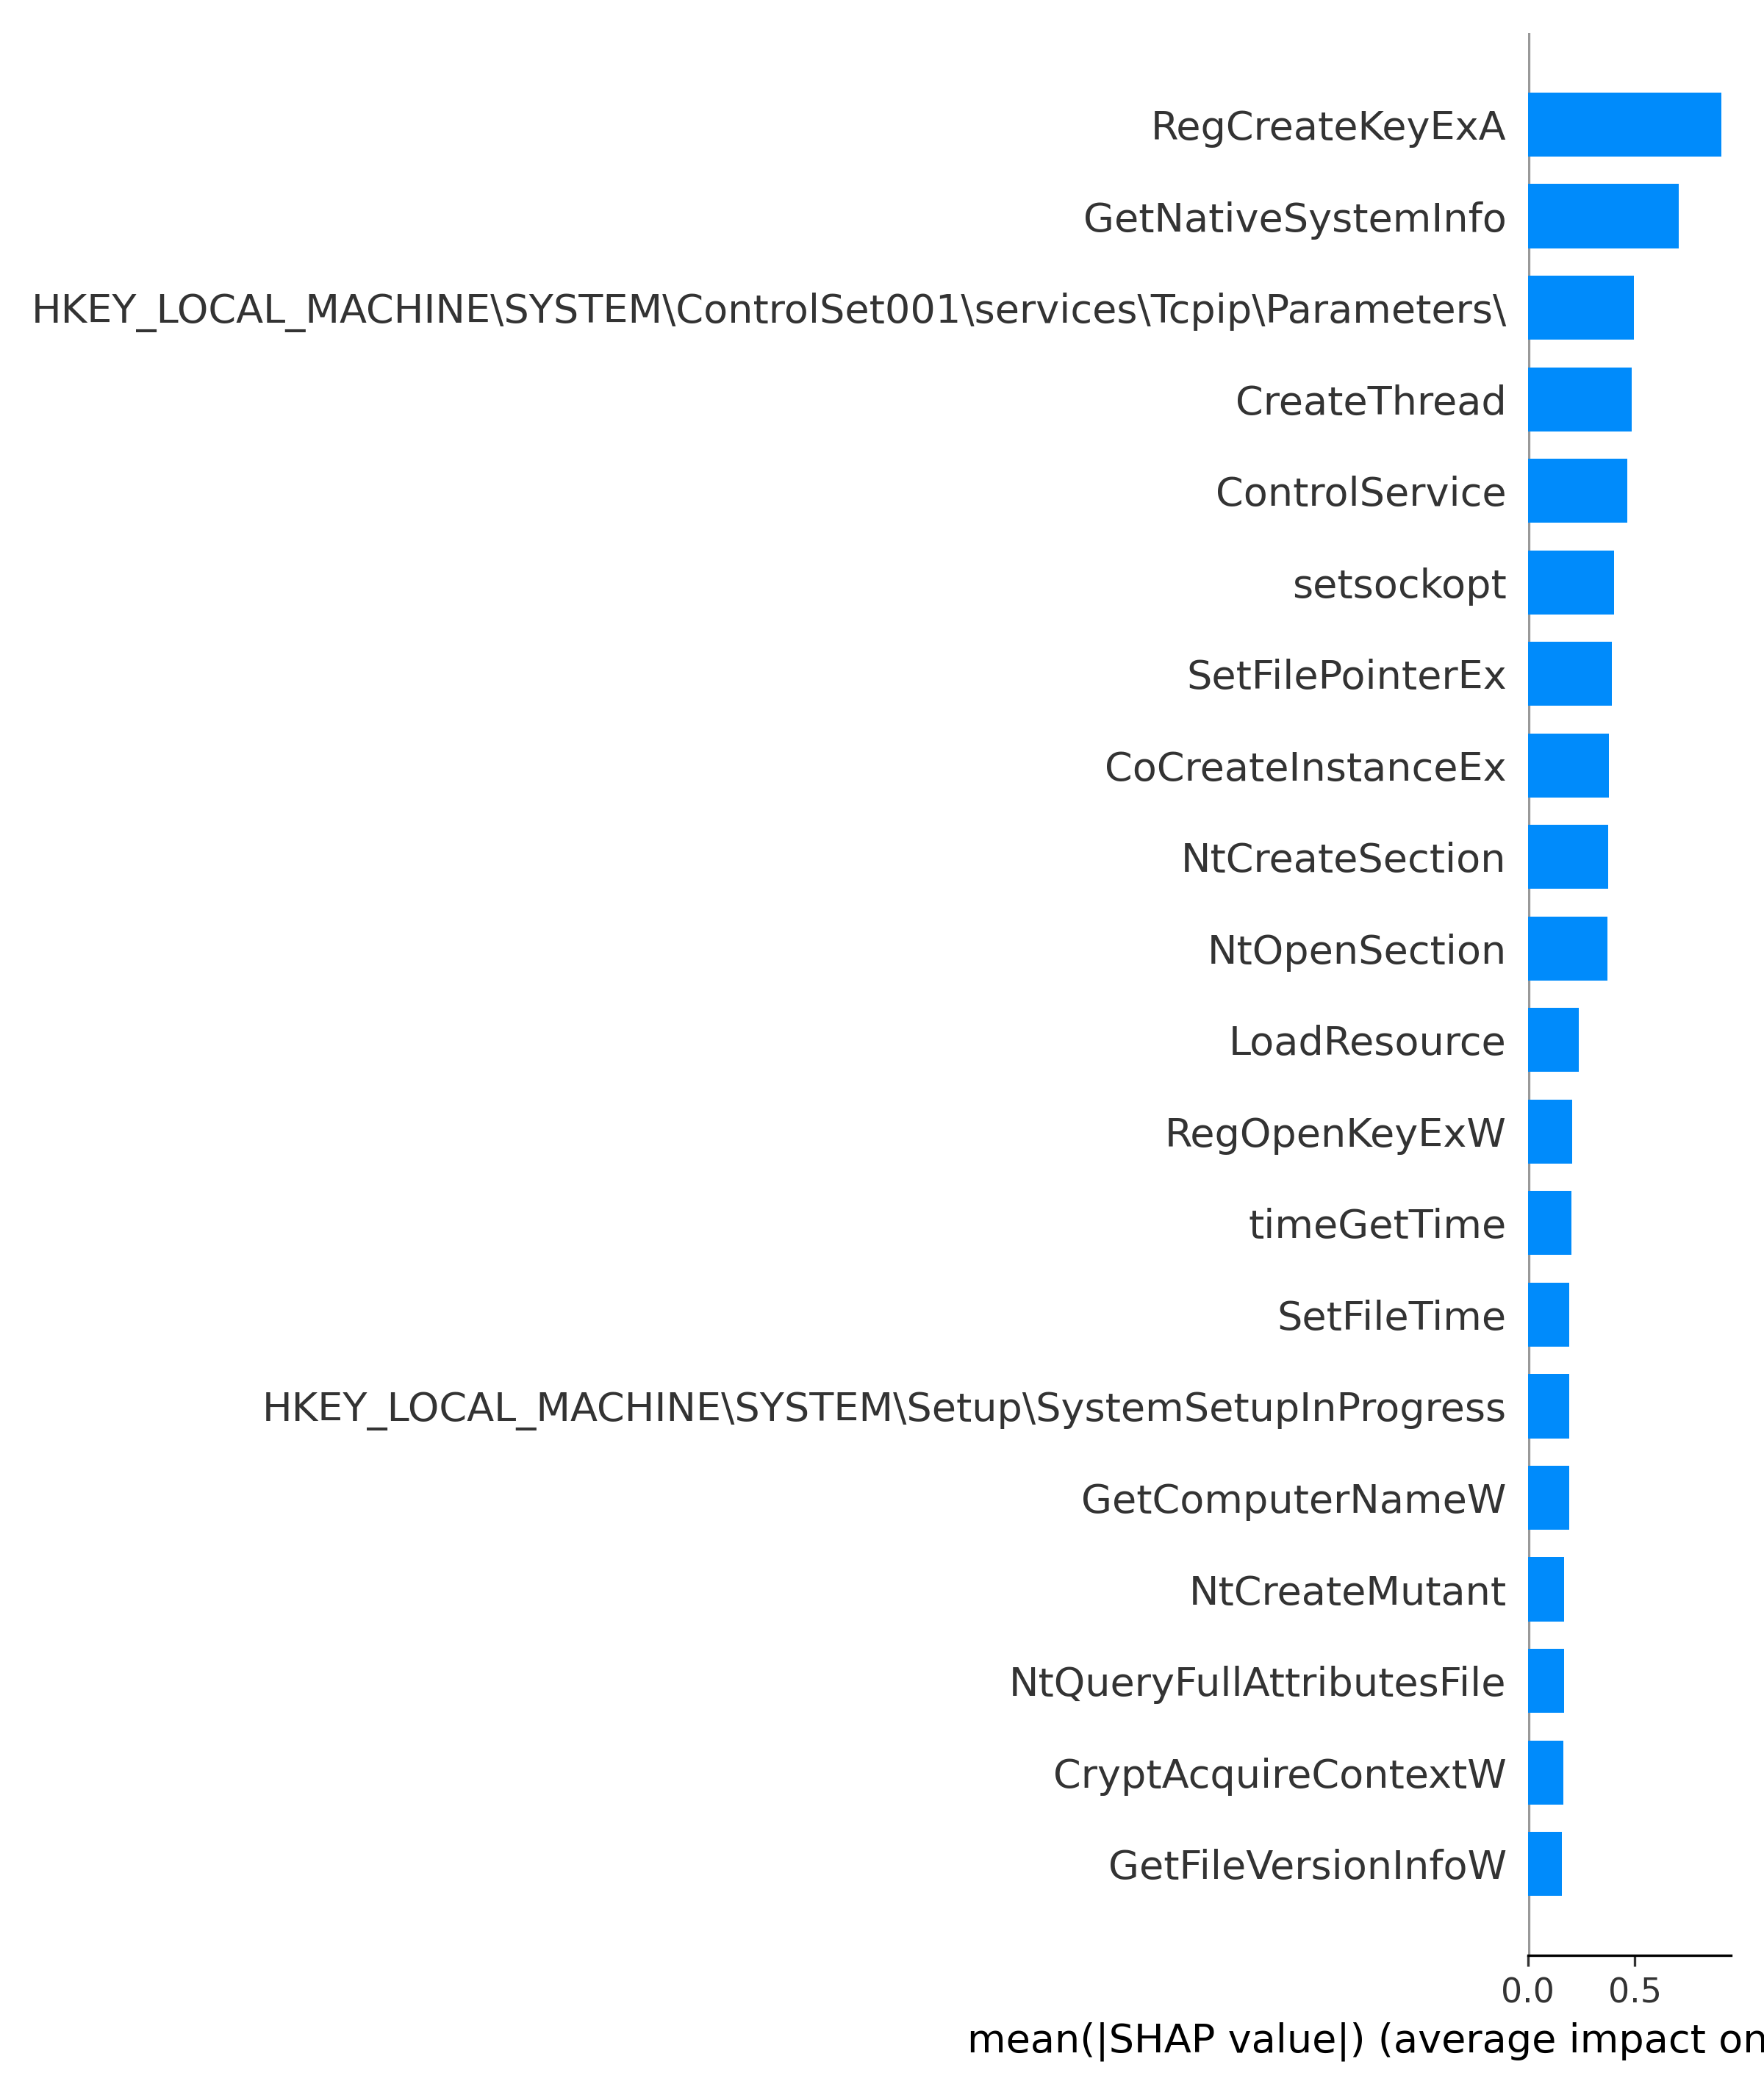 RegCreateKeyExA
GetNativeSystemInfo
HKEY_LOCAL_MACHINE\SYSTEM\ControlSet001\services\Tcpip\Parameters\
CreateThread
ControlService
setsockopt
SetFilePointerEx
CoCreateInstanceEx
NtCreateSection
NtOpenSection
LoadResource
RegOpenKeyExW
timeGetTime
SetFileTime
HKEY_LOCAL_MACHINE\SYSTEM\Setup\SystemSetupInProgress
GetComputerNameW
NtCreateMutant
NtQueryFullAttributesFile
CryptAcquireContextW
GetFileVersionInfoW
0.0 0.5
mean(|SHAP value|) (average impact on